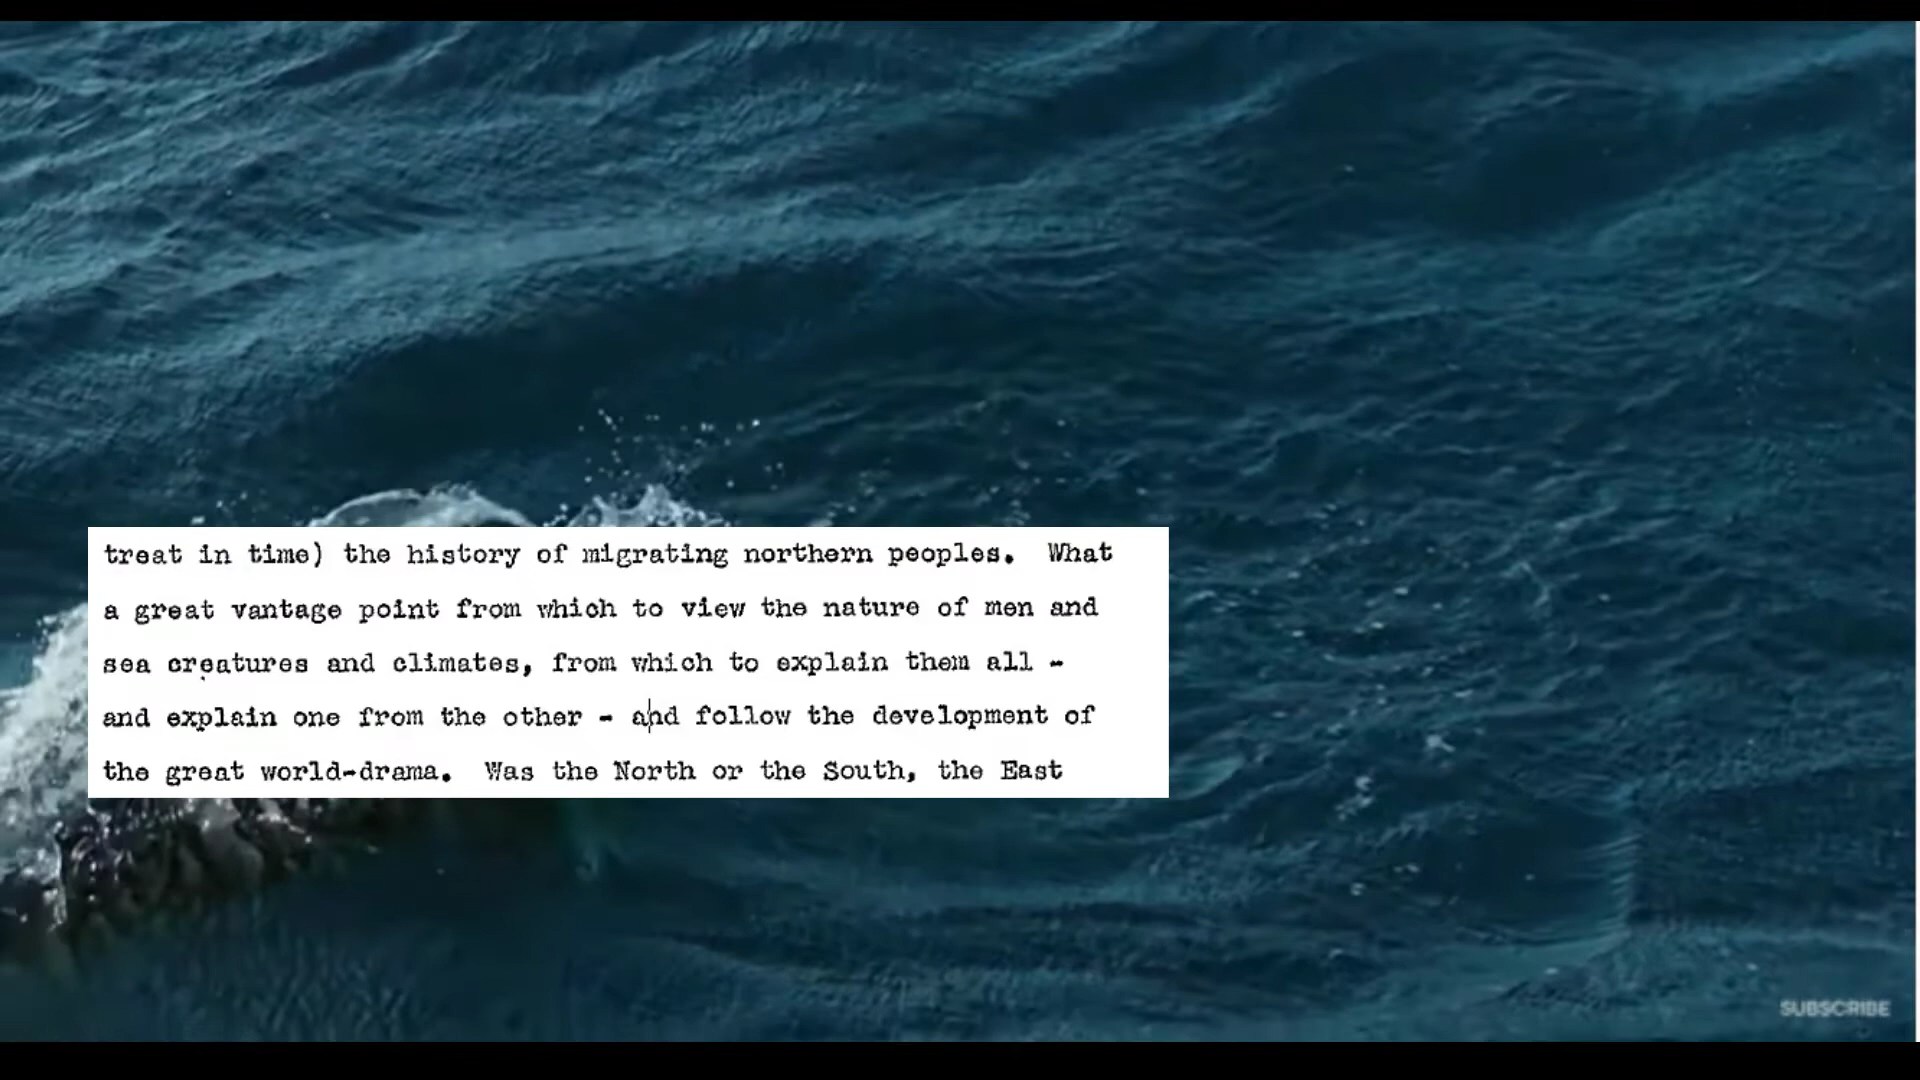 treat in time) the history of migrating northern peoples.  What
a great vantage point from which to view the nature of men and
sea creatures and climates, from which to explain them all -
and explain one from the other - and follow the development of
the great world-drama.  Was the North or the South, the East
SUBSCRIBE